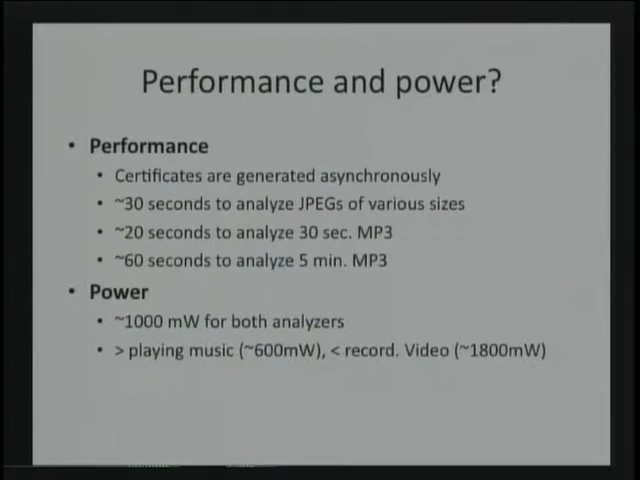 Performance and power?
• Performance
• Certificates are generated asynchronously
• ~30 seconds to analyze JPEGs of various sizes
• ~20 seconds to analyze 30 sec. MP3
• ~60 seconds to analyze 5 min. MP3
• Power
• ~1000 mW for both analyzers
• > playing music (~600mW), < record. Video (~1800mW)